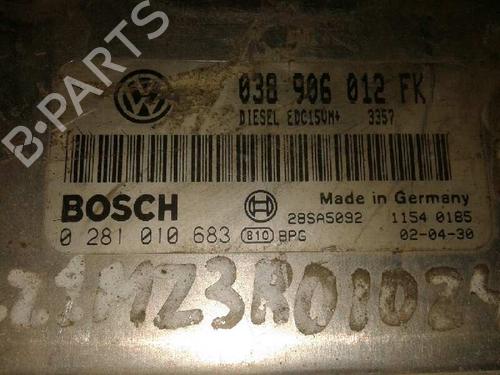 038 906 012 FK
DIESEL EDC15VM+ 3357
BOSCH
Made in Germany
28SA5092 1154 0185
0 281 010 683 B10 BPG 02-04-30
B-PARTS